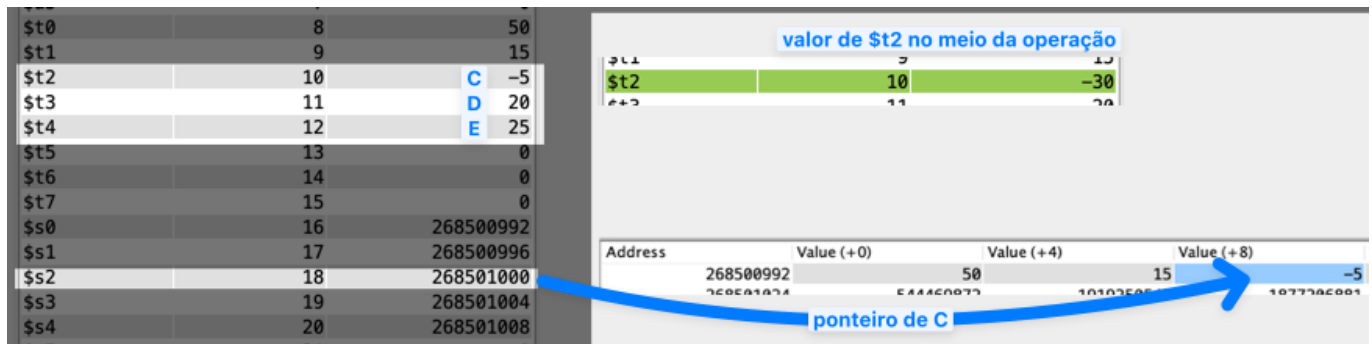 $t0 8 50
$t1 9 15
$t2 10 C -5
$t3 11 D 20
$t4 12 E 25
$t5 13 0
$t6 14 0
$t7 15 0
$s0 16 268500992
$s1 17 268500996
$s2 18 268501000
$s3 19 268501004
$s4 20 268501008
valor de $t2 no meio da operação
$t2 10 -30
Address Value (+0) Value (+4) Value (+8)
268500992 50 15 -5
ponteiro de C